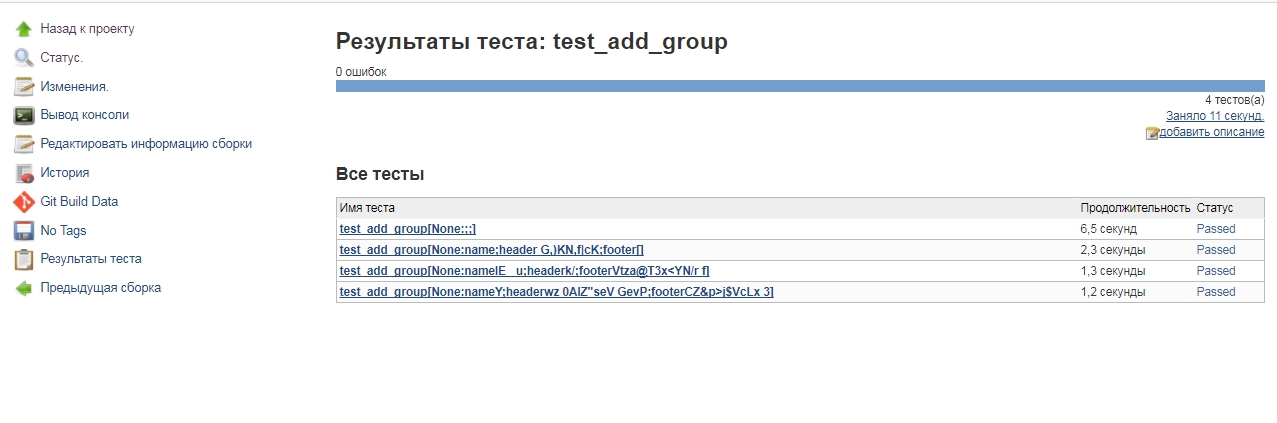 Назад к проекту
Статус.
Изменения.
Вывод консоли
Редактировать информацию сборки
История
Git Build Data
No Tags
Результаты теста
Предыдущая сборка
Результаты теста: test_add_group
0 ошибок
4 тестов(а)
Заняло 11 секунд.
добавить описание
Все тесты
Имя теста Продолжительность Статус
test_add_group[None:;;] 6,5 секунд Passed
test_add_group[None:name;header G,)KN,f|cK;footer[] 2,3 секунды Passed
test_add_group[None:nameIE_ u;headerk/;footerVtza@T3x<YN/r f] 1,3 секунды Passed
test_add_group[None:nameY;headerwz 0AIZ"seV GevP;footerCZ&p>j$VcLx 3] 1,2 секунды Passed